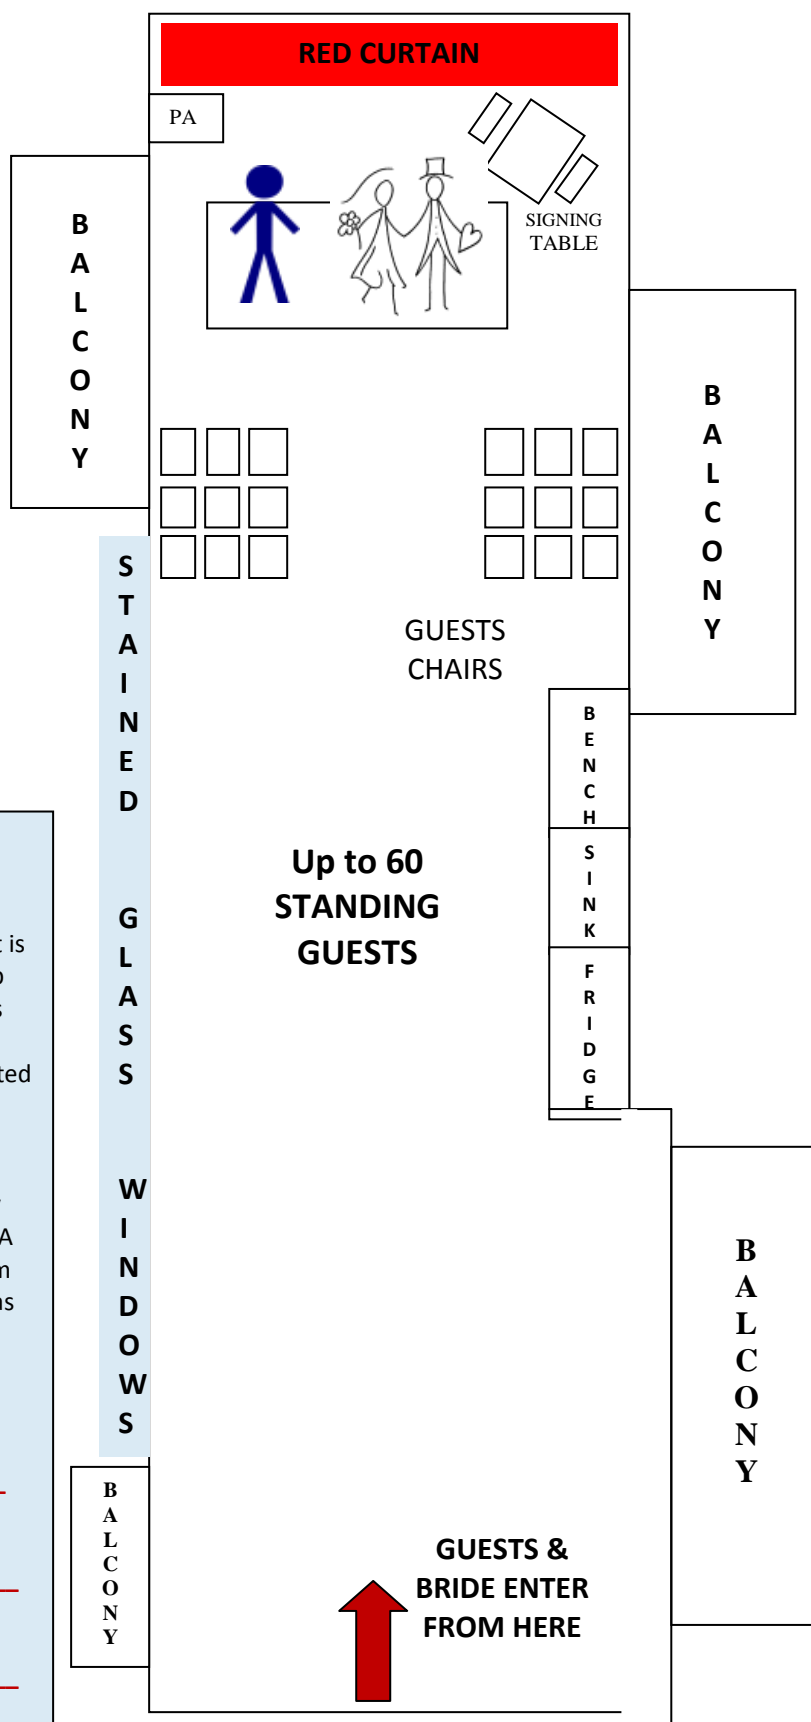 RED CURTAIN
PA
SIGNING
TABLE
BALCONY
BALCONY
STAINED GLASS WINDOWS
GUESTS
CHAIRS
BENCH
SINK
FRIDGE
Up to 60
STANDING
GUESTS
is
A
BALCONY
BALCONY
GUESTS &
BRIDE ENTER
FROM HERE